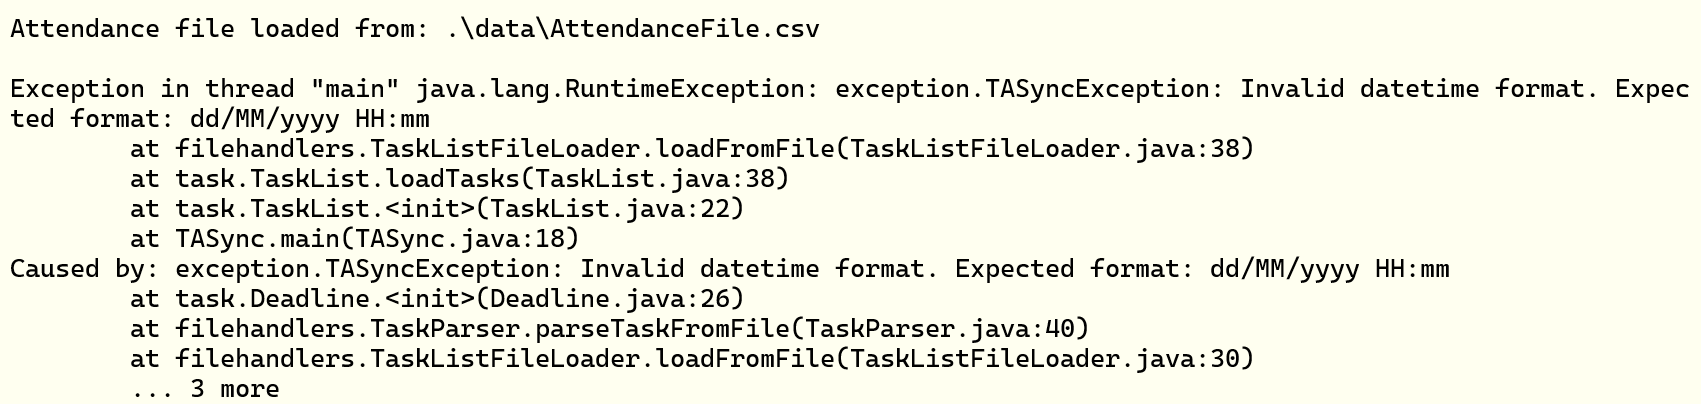 Attendance file loaded from: .\data\AttendanceFile.csv
Exception in thread "main" java.lang.RuntimeException: exception.TASyncException: Invalid datetime format. Expec
ted format: dd/MM/yyyy HH:mm
        at filehandlers.TaskListFileLoader.loadFromFile(TaskListFileLoader.java:38)
        at task.TaskList.loadTasks(TaskList.java:38)
        at task.TaskList.<init>(TaskList.java:22)
        at TASync.main(TASync.java:18)
Caused by: exception.TASyncException: Invalid datetime format. Expected format: dd/MM/yyyy HH:mm
        at task.Deadline.<init>(Deadline.java:26)
        at filehandlers.TaskParser.parseTaskFromFile(TaskParser.java:40)
        at filehandlers.TaskListFileLoader.loadFromFile(TaskListFileLoader.java:30)
        ... 3 more